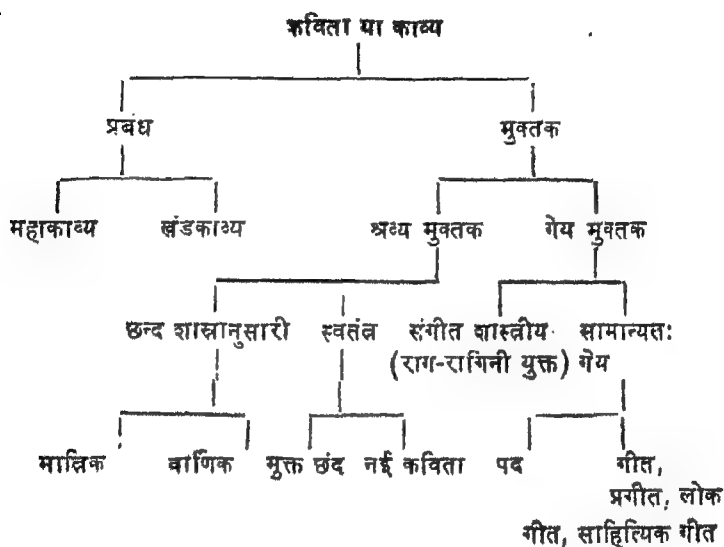 कविता या काव्य
प्रबंध मुक्तक
महाकाव्य खंडकाव्य श्रव्य मुक्तक गेय मुक्तक
छन्द शास्त्रानुसारी स्वतंत्र संगीत शास्त्रीय सामान्यतः
(राग-रागिनी युक्त) गेय
मात्रिक वार्णिक मुक्त छंद नई कविता पद गीत,
प्रगीत, लोक
गीत, साहित्यिक गीत